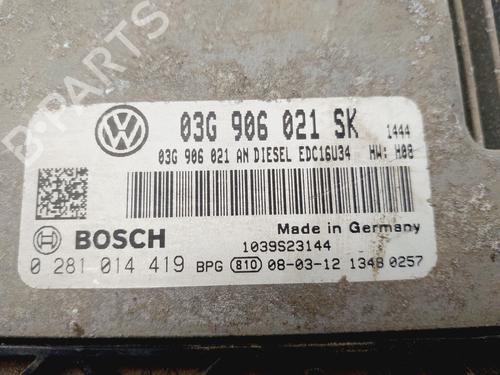 B-PARTS
03G 906 021 SK 1444
03G 906 021 AN DIESEL EDC16U34 HW: H08
Made in Germany
BOSCH 1039S23144
0 281 014 419 BPG 810 08-03-12 1348 0257